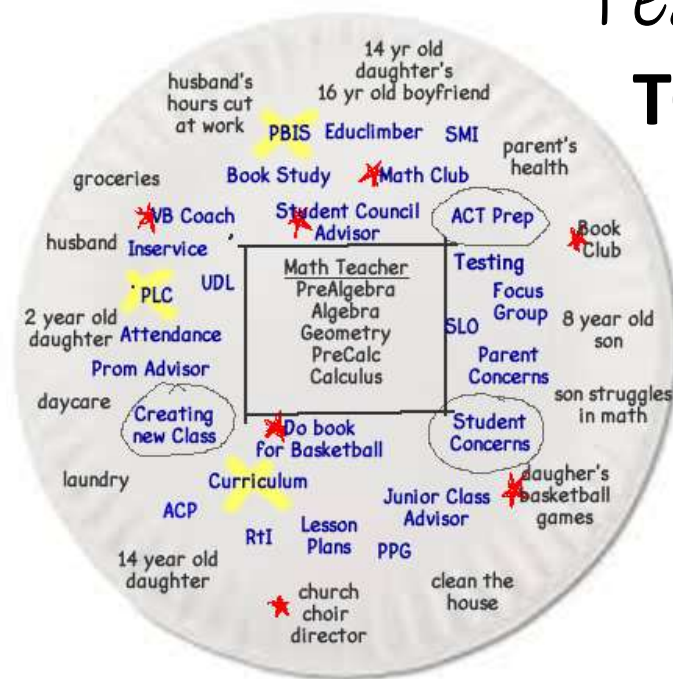 14 yr old
daughter's
16 yr old boyfriend
husband's
hours cut
at work
PBIS
Educlimber
SMI
parent's
health
groceries
Book Study
Math Club
VB Coach
Student Council
Advisor
ACT Prep
Book
Club
husband
Inservice
Math Teacher
PreAlgebra
Algebra
Geometry
PreCalc
Calculus
Testing
UDL
PLC
Focus
Group
SLO
8 year old
son
2 year old
daughter
Attendance
Parent
Concerns
Prom Advisor
daycare
Creating
new Class
son struggles
in math
Student
Concerns
Do book
for Basketball
laundry
Curriculum
daugher's
basketball
games
ACP
Junior Class
Advisor
RtI
Lesson
Plans
PPG
14 year old
daughter
clean the
house
church
choir
director